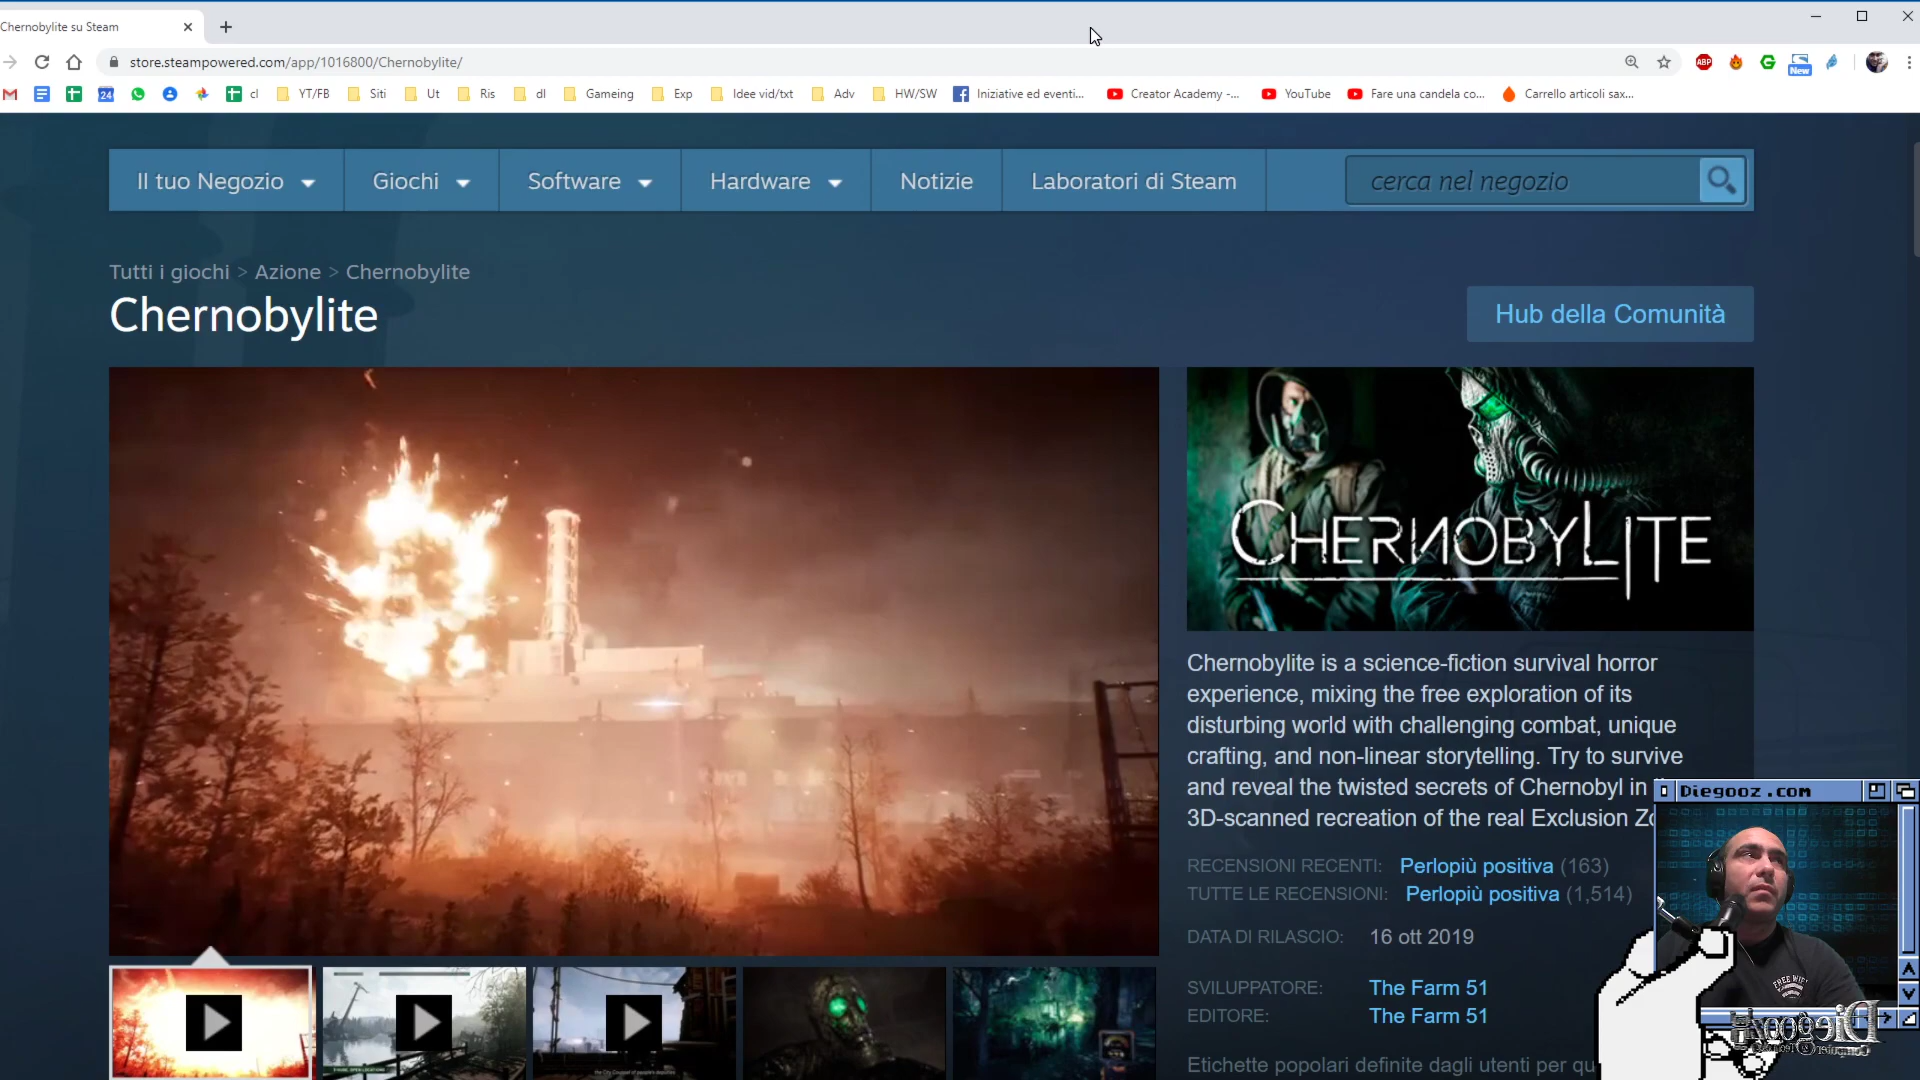 Chernobylite su Steam
store.steampowered.com/app/1016800/Chernobylite/
ABP
New
24
cl
YT/FB
Siti
Ut
Ris
dl
Gameing
Exp
Idee vid/txt
Adv
HW/SW
Iniziative ed eventi...
Creator Academy -...
YouTube
Fare una candela co...
Carrello articoli sax...
Il tuo Negozio
Giochi
Software
Hardware
Notizie
Laboratori di Steam
cerca nel negozio
Tutti i giochi > Azione > Chernobylite
Chernobylite
Hub della Comunità
CHERNOBYLITE
Chernobylite is a science-fiction survival horror
experience, mixing the free exploration of its
disturbing world with challenging combat, unique
crafting, and non-linear storytelling. Try to survive
and reveal the twisted secrets of Chernobyl in
3D-scanned recreation of the real Exclusion
RECENSIONI RECENTI: Perlopiù positiva (163)
TUTTE LE RECENSIONI: Perlopiù positiva (1,514)
DATA DI RILASCIO: 16 ott 2019
SVILUPPATORE: The Farm 51
EDITORE: The Farm 51
Etichette popolari definite dagli utenti per
Diegooz.com
FREE WIFI
Diegooz